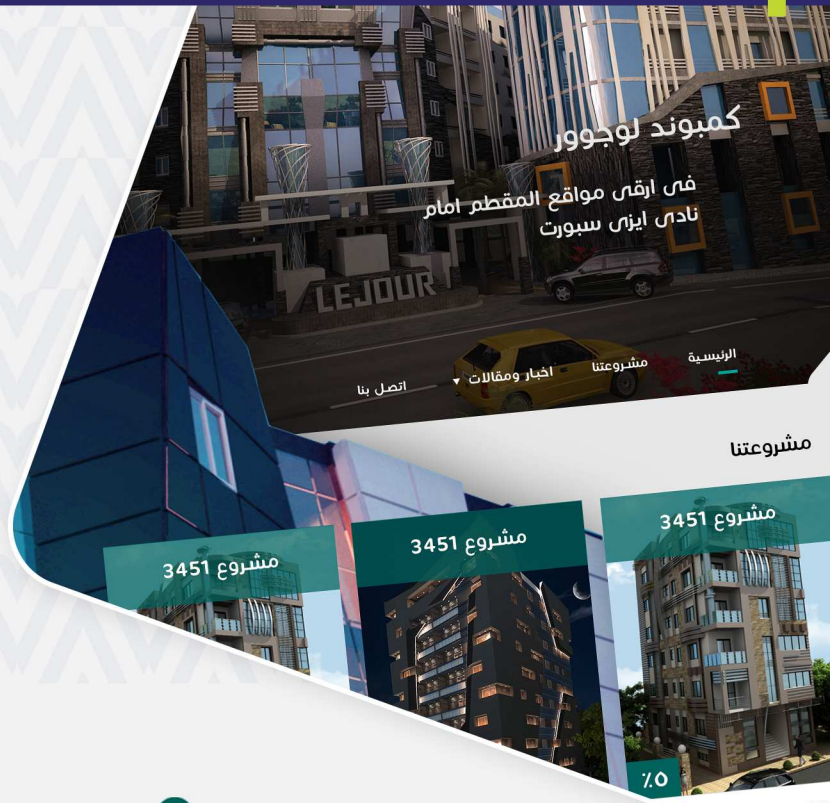 كمبوند لوجوور
فى ارقى مواقع المقطم امام
نادى ايزى سبورت
LEJOUR
الرئيسية
مشروعتنا
اخبار ومقالات ▾
اتصل بنا
مشروعتنا
مشروع 3451
مشروع 3451
مشروع 3451
٪٥